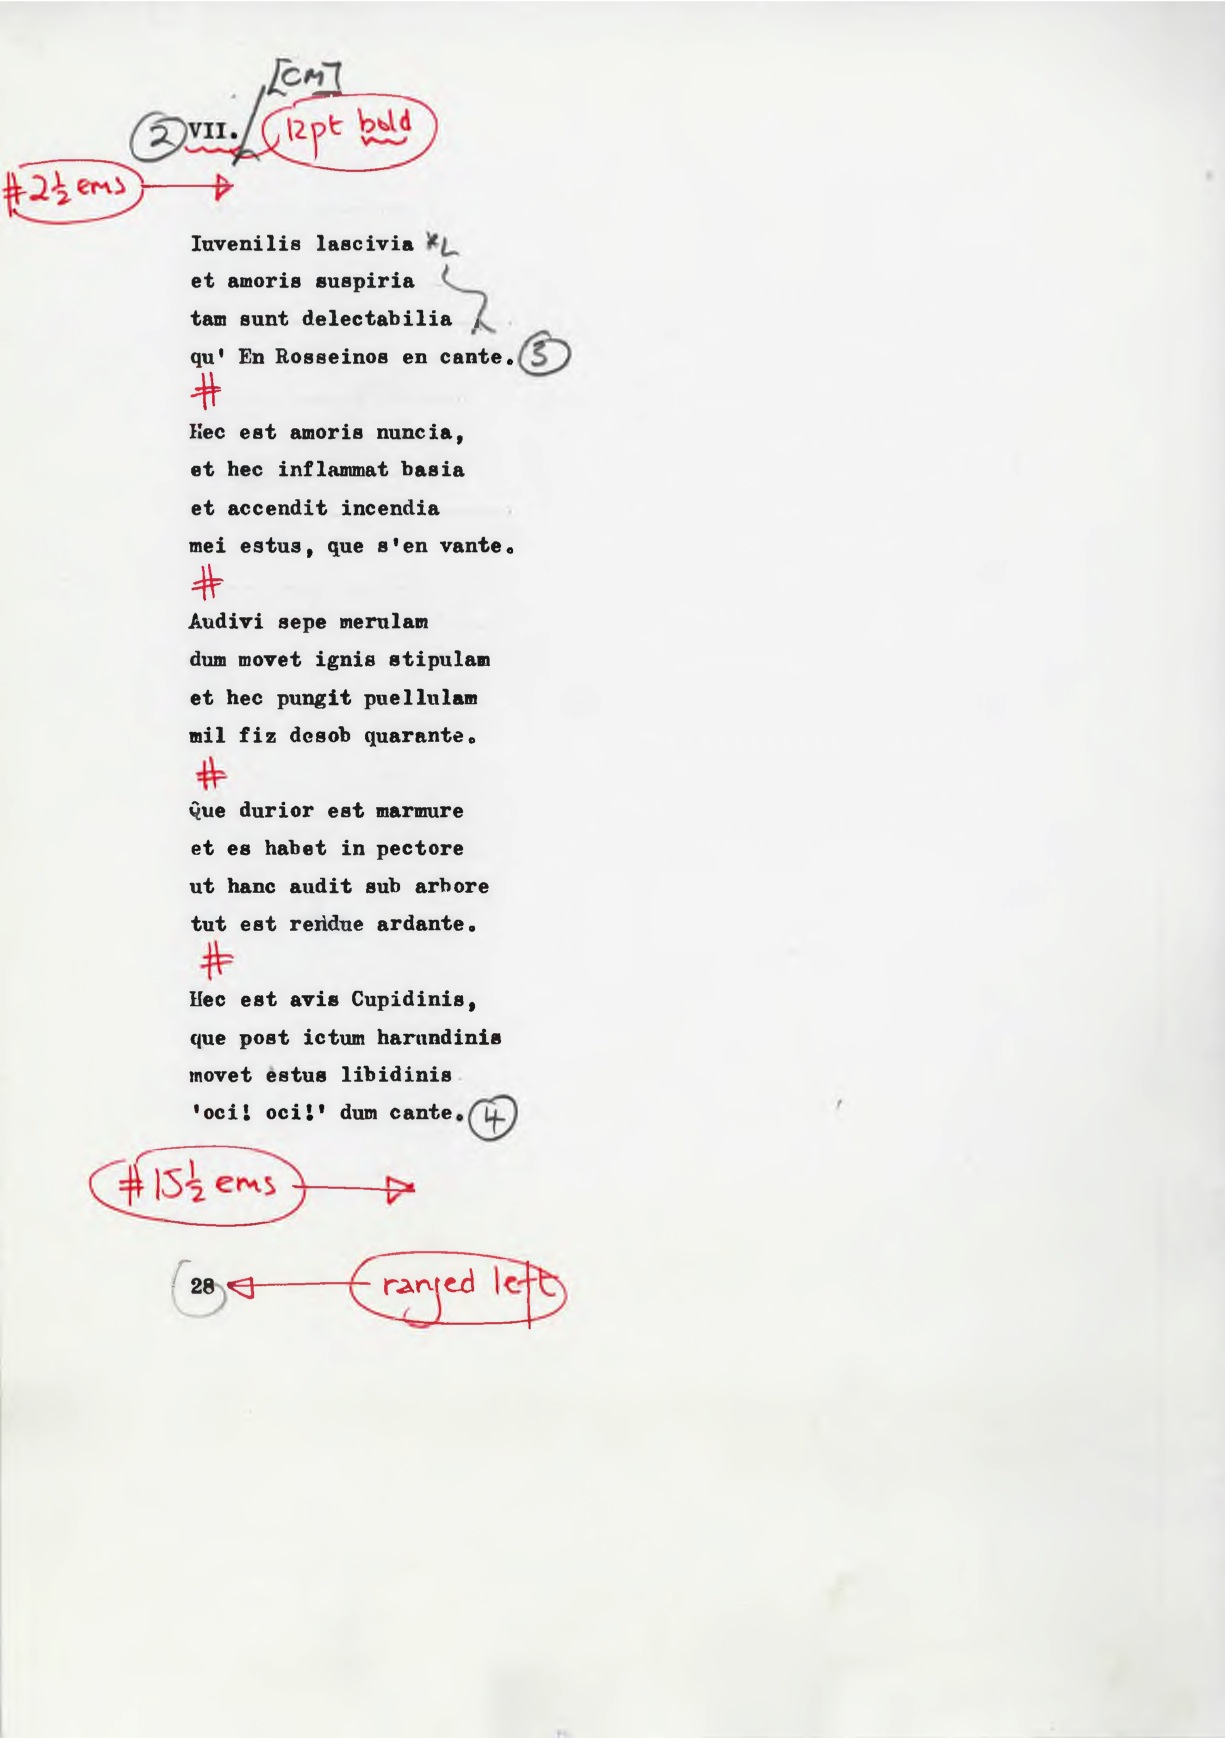 [CM]
2 VII. 12pt bold
# 2½ ems
Iuvenilis lascivia *L
et amoris suspiria
tam sunt delectabilia
qu' En Rosseinos en cante. 3
#
Hec est amoris nuncia,
et hec inflammat basia
et accendit incendia
mei estus, que s'en vante.
#
Audivi sepe merulam
dum movet ignis stipulam
et hec pungit puellulam
mil fiz desob quarante.
#
Que durior est marmure
et es habet in pectore
ut hanc audit sub arbore
tut est rendue ardante.
#
Hec est avis Cupidinis,
que post ictum harundinis
movet estus libidinis
'oci! oci!' dum cante. 4
# 15½ ems
28 ranged left